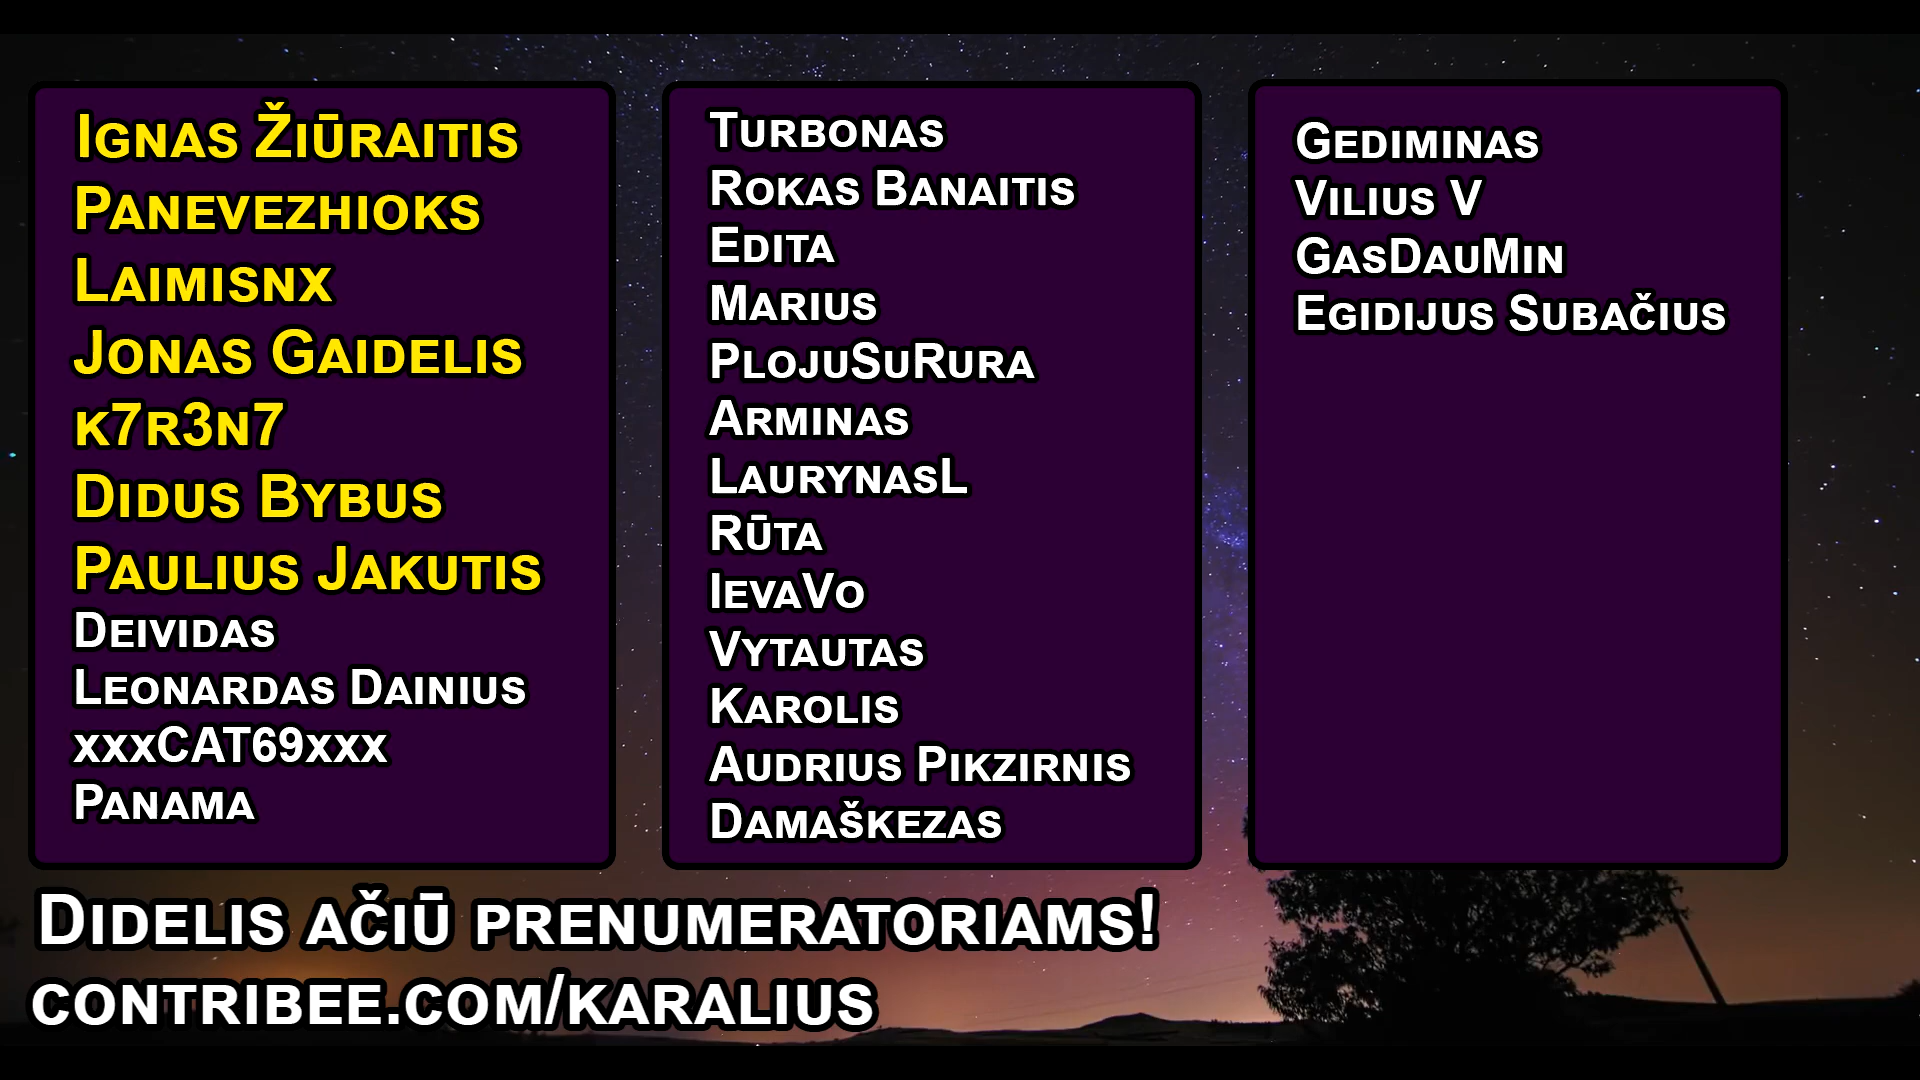 Ignas Žiūraitis
Panevezhioks
Laimisnx
Jonas Gaidelis
k7r3n7
Didus Bybus
Paulius Jakutis
Deividas
Leonardas Dainius
xxxCAT69xxx
Panama
Turbonas
Rokas Banaitis
Edita
Marius
PlojuSuRura
Arminas
LaurynasL
Rūta
IevaVo
Vytautas
Karolis
Audrius Pikzirnis
Damaškezas
Gediminas
Vilius V
GasDauMin
Egidijus Subačius
Didelis ačiū prenumeratoriams!
contribee.com/karalius